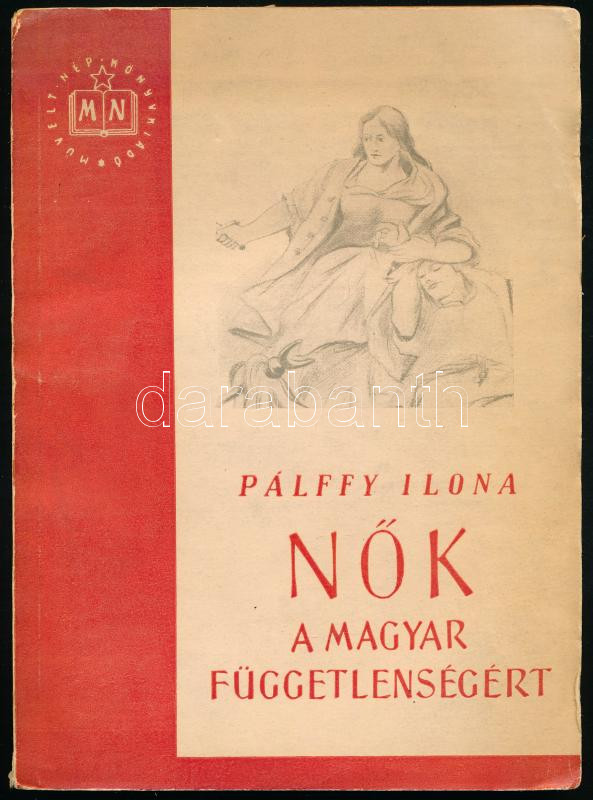 MŰVELT · NÉP · KÖNYVKIADÓ
MN
darabanth
PÁLFFY ILONA
NŐK
A MAGYAR
FÜGGETLENSÉGÉRT